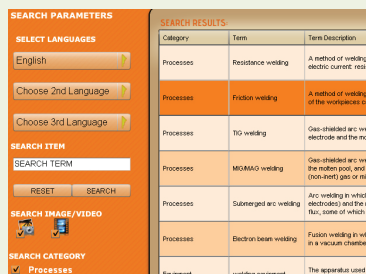 SEARCH PARAMETERS
SELECT LANGUAGES
English
Choose 2nd Language
Choose 3rd Language
SEARCH ITEM
SEARCH TERM
RESET SEARCH
SEARCH IMAGE/VIDEO
SEARCH CATEGORY
Processes
SEARCH RESULTS:
Category Term Term Description
Processes Resistance welding A method of welding
electric current: resi
Processes Friction welding A method of welding
of the workpieces c
Processes TIG welding Gas-shielded arc we
electrode and the mo
Processes MIG/MAG welding Gas-shielded arc we
the molten pool, and
(non-inert) gas or mi
Processes Submerged arc welding Arc welding in which
electrodes) and the
flux, some of which
Processes Electron beam welding Fusion welding in wh
in a vacuum chambe
Equipment welding equipment The apparatus used